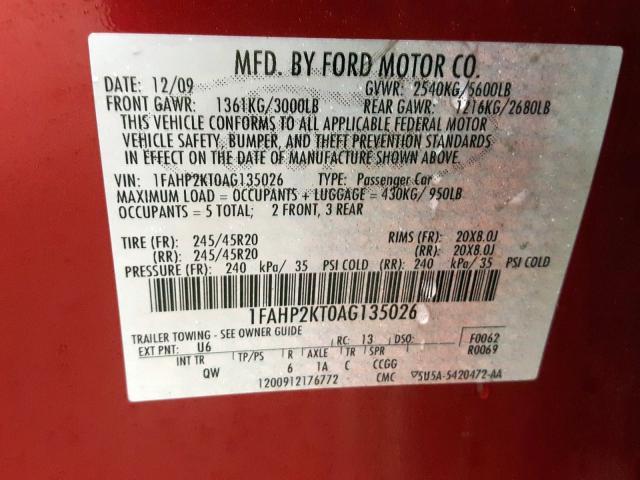 MFD. BY FORD MOTOR CO.
DATE: 12/09 GVWR: 2540KG/5600LB
FRONT GAWR: 1361KG/3000LB REAR GAWR: 1216KG/2680LB
THIS VEHICLE CONFORMS TO ALL APPLICABLE FEDERAL MOTOR
VEHICLE SAFETY, BUMPER, AND THEFT PREVENTION STANDARDS
IN EFFECT ON THE DATE OF MANUFACTURE SHOWN ABOVE.
VIN: 1FAHP2KT0AG135026 TYPE: Passenger Car
MAXIMUM LOAD = OCCUPANTS + LUGGAGE = 430KG/950LB
OCCUPANTS = 5 TOTAL; 2 FRONT, 3 REAR
TIRE (FR): 245/45R20 RIMS (FR): 20X8.0J
(RR): 245/45R20 (RR): 20X8.0J
PRESSURE (FR): 240 kPa/ 35 PSI COLD (RR): 240 kPa/ 35 PSI COLD
1FAHP2KT0AG135026
TRAILER TOWING - SEE OWNER GUIDE
EXT PNT: U6 RC: 13 DSO: F0062
R0069
INT TR TP/PS R AXLE TR SPR
QW 6 1A C CCGG
1200912176772 CMC 5U5A-5420472-AA